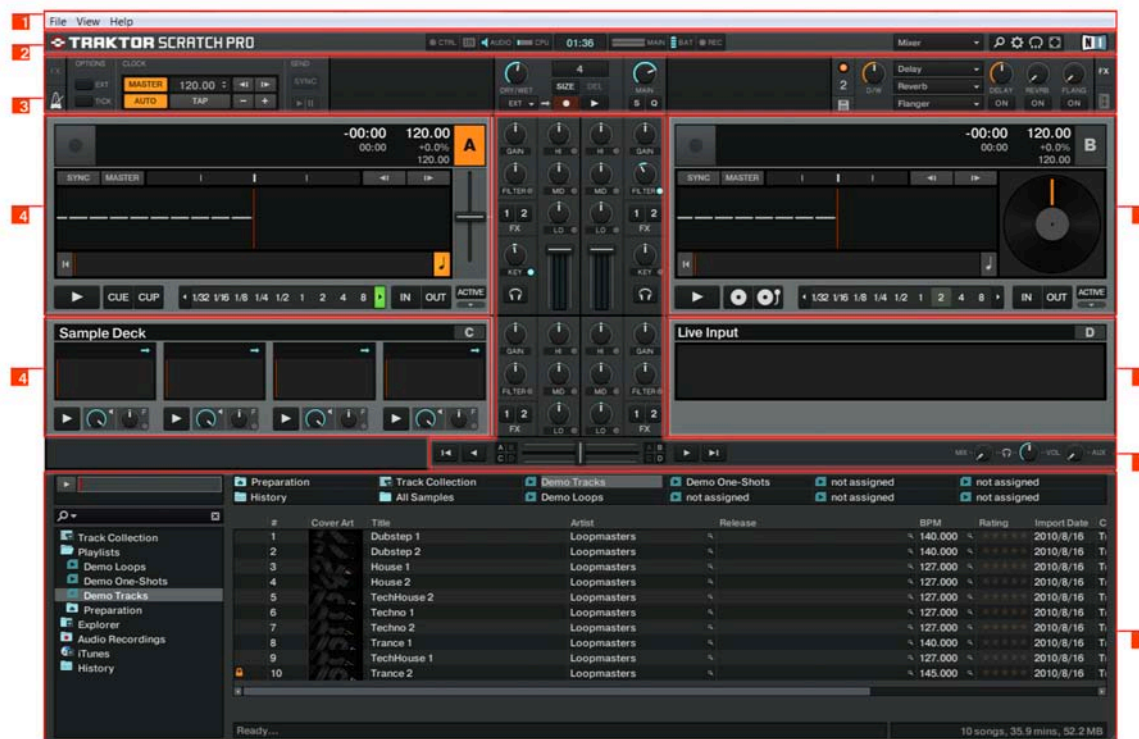 1
File View Help
2
TRAKTOR SCRATCH PRO
CTRL AUDIO CPU 01:36 MAIN BAT REC
Mixer
3
FX OPTIONS CLOCK SEND
EXT MASTER 120.00 SYNC
TICK AUTO TAP − +
DRY/WET 4 SIZE DEL MAIN
EXT S Q
2 D/W Delay Reverb Flanger
DELAY REVRB FLANG FX
ON ON ON
4
-00:00 120.00 A
00:00 +0.0%
120.00
SYNC MASTER
CUE CUP 1/32 1/16 1/8 1/4 1/2 1 2 4 8 IN OUT ACTIVE
GAIN HI HI GAIN
FILTER MID MID FILTER
1 2 1 2
FX LO LO FX
KEY KEY
-00:00 120.00 B
00:00 +0.0%
120.00
SYNC MASTER
1/32 1/16 1/8 1/4 1/2 1 2 4 8 IN OUT ACTIVE
4
Sample Deck C
GAIN HI HI GAIN
FILTER MID MID FILTER
1 2 1 2
FX LO LO FX
Live Input D
A B A B
C D C D
MIX VOL AUX
Preparation Track Collection Demo Tracks Demo One-Shots not assigned not assigned
History All Samples Demo Loops not assigned not assigned not assigned
Track Collection
Playlists
Demo Loops
Demo One-Shots
Demo Tracks
Preparation
Explorer
Audio Recordings
iTunes
History
# Cover Art Title Artist Release BPM Rating Import Date C
1 Dubstep 1 Loopmasters 140.000 2010/8/16
2 Dubstep 2 Loopmasters 140.000 2010/8/16
3 House 1 Loopmasters 127.000 2010/8/16
4 House 2 Loopmasters 127.000 2010/8/16
5 TechHouse 2 Loopmasters 127.000 2010/8/16
6 Techno 1 Loopmasters 127.000 2010/8/16
7 Techno 2 Loopmasters 127.000 2010/8/16
8 Trance 1 Loopmasters 140.000 2010/8/16
9 TechHouse 1 Loopmasters 127.000 2010/8/16
10 Trance 2 Loopmasters 145.000 2010/8/16
Ready...
10 songs, 35.9 mins, 52.2 MB